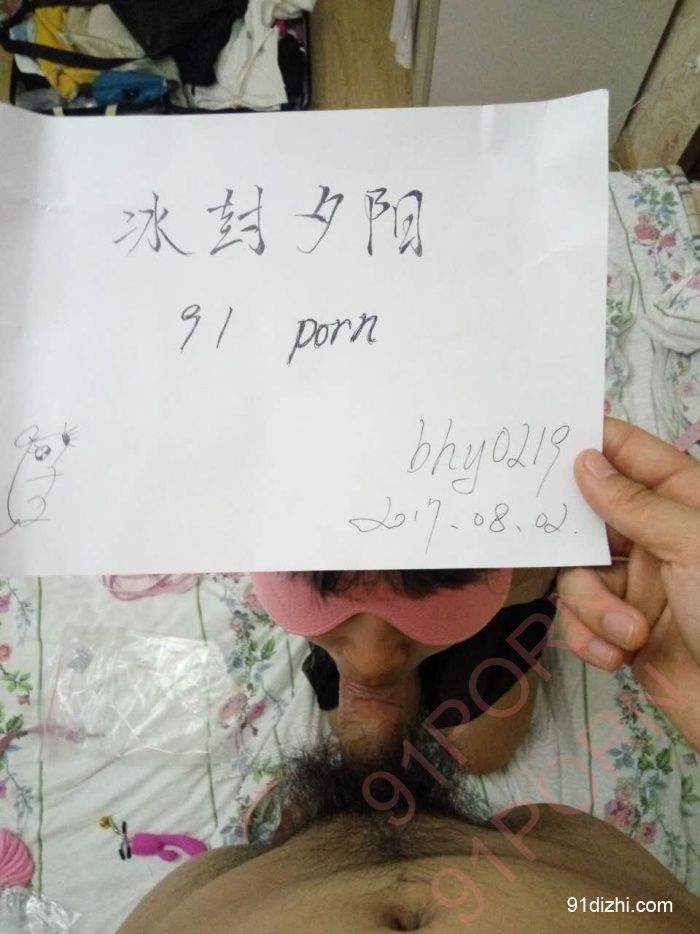 冰封夕阳
91 porn
bhy0219
2017.08.02.
91PORN
91PORN
91dizhi.com